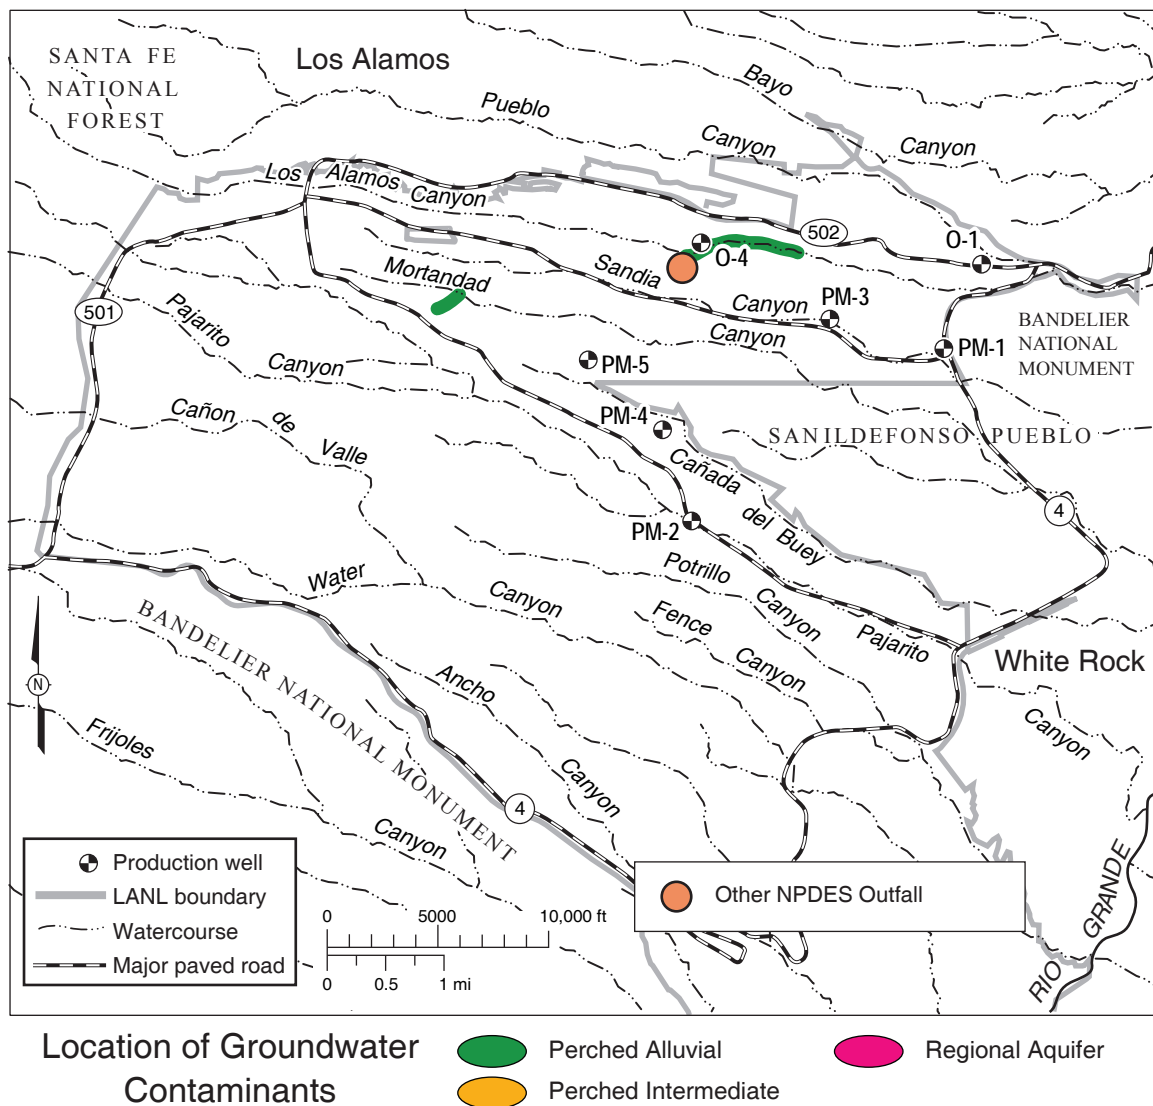 SANTA FE
NATIONAL
FOREST
Los Alamos
Bayo
Canyon
Pueblo
Canyon
Los Alamos
Canyon
502
O-1
O-4
Sandia
Canyon
Mortandad
Canyon
PM-3
PM-1
BANDELIER
NATIONAL
MONUMENT
501
Pajarito
Canyon
PM-5
PM-4
SANILDEFONSO PUEBLO
Cañon
de
Valle
Cañada
del Buey
PM-2
4
Water
Canyon
Potrillo
Canyon
Fence
Canyon
Pajarito
White Rock
Canyon
BANDELIER NATIONAL MONUMENT
N
Ancho
Canyon
Frijoles
Canyon
4
RIO GRANDE
Production well
LANL boundary
Watercourse
Major paved road
0 5000 10,000 ft
0 0.5 1 mi
Other NPDES Outfall
Location of Groundwater
Contaminants
Perched Alluvial
Perched Intermediate
Regional Aquifer